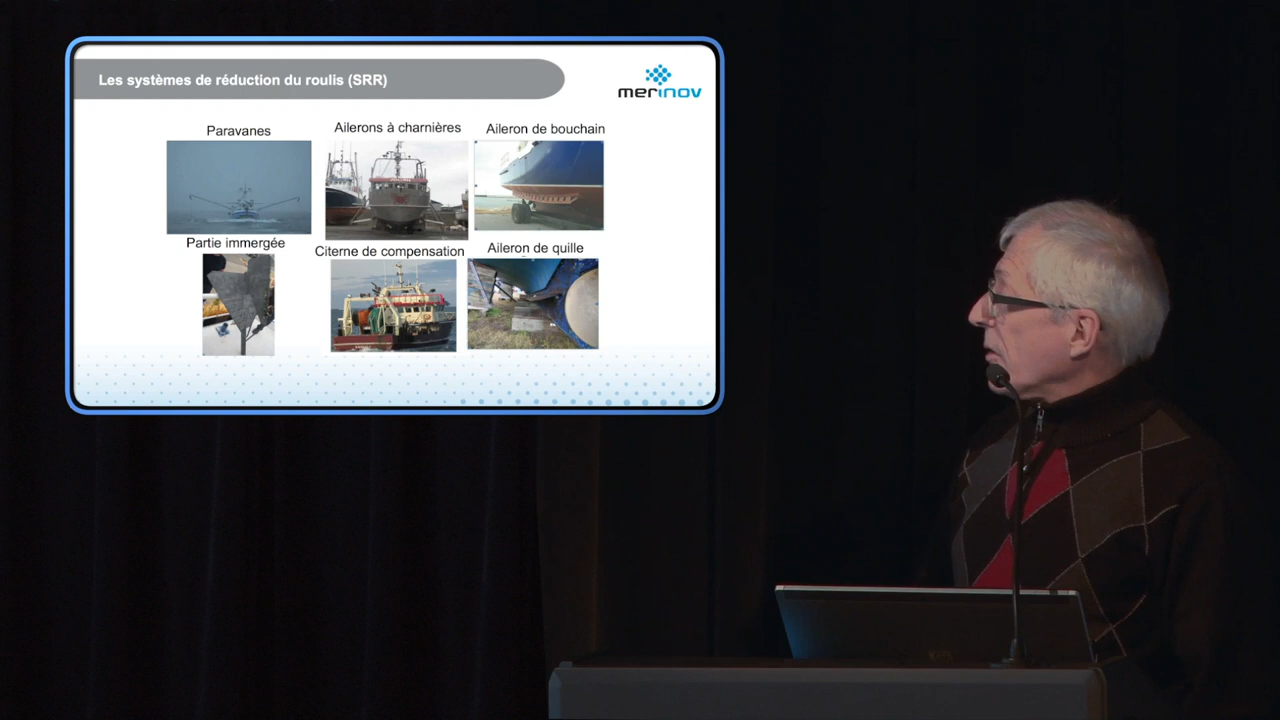 Les systèmes de réduction du roulis (SRR)
merinov
Paravanes
Ailerons à charnières
Aileron de bouchain
Partie immergée
Citerne de compensation
Aileron de quille